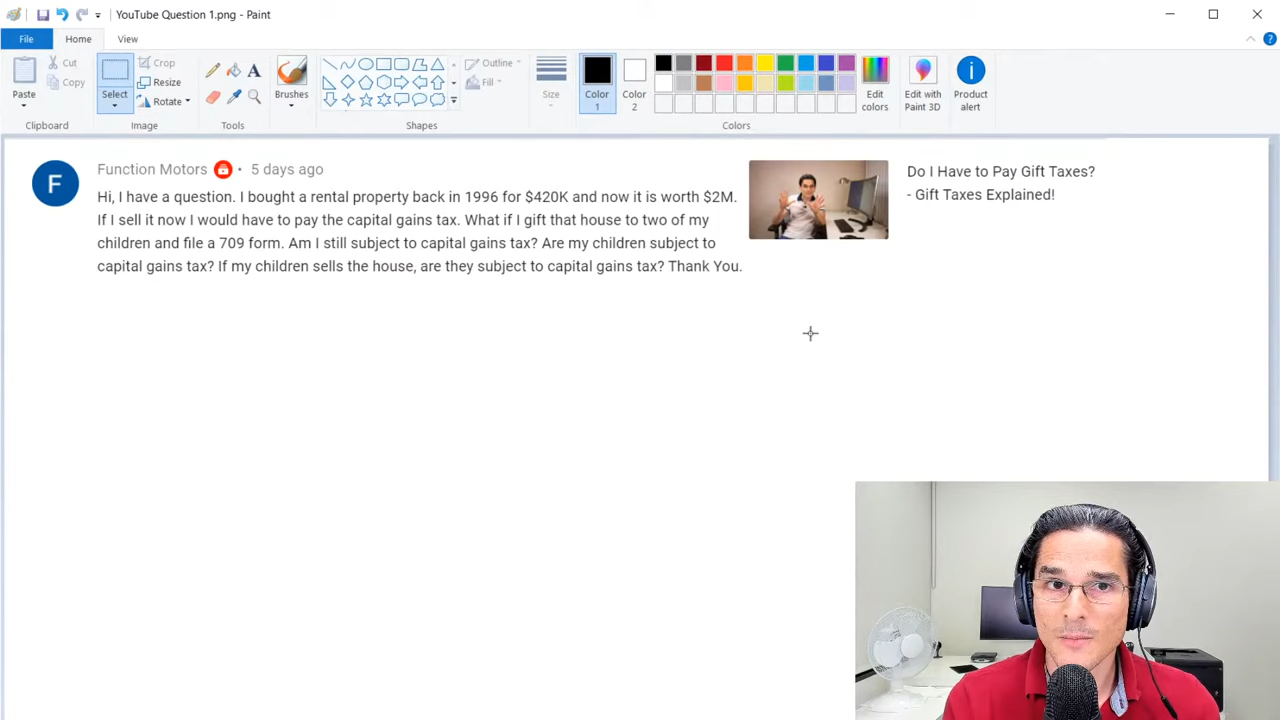 YouTube Question 1.png - Paint
File
Home
View
Paste
Cut
Copy
Clipboard
Select
Crop
Resize
Rotate
Image
A
Tools
Brushes
Outline
Fill
Shapes
Size
Color
1
Color
2
Edit
colors
Colors
Edit with
Paint 3D
Product
alert
F
Function Motors • 5 days ago
Hi, I have a question. I bought a rental property back in 1996 for $420K and now it is worth $2M.
If I sell it now I would have to pay the capital gains tax. What if I gift that house to two of my
children and file a 709 form. Am I still subject to capital gains tax? Are my children subject to
capital gains tax? If my children sells the house, are they subject to capital gains tax? Thank You.
Do I Have to Pay Gift Taxes?
- Gift Taxes Explained!